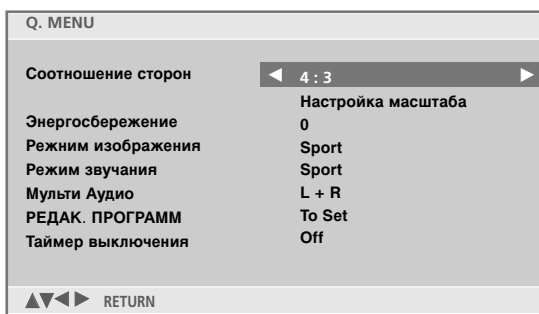 Q. MENU
Соотношение сторон 4 : 3
Настройка масштаба
Энергосбережение 0
Режним изображения Sport
Режим звучания Sport
Мульти Аудио L + R
РЕДАК. ПРОГРАММ To Set
Таймер выключения Off
RETURN